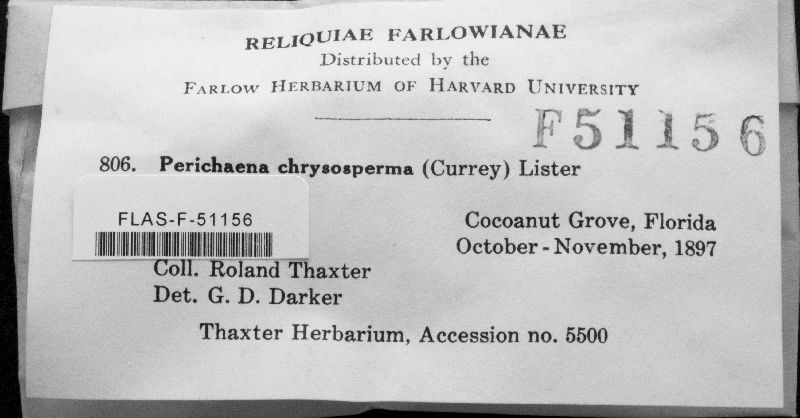 RELIQUIAE FARLOWIANAE
Distributed by the
FARLOW HERBARIUM OF HARVARD UNIVERSITY
F51156
806. Perichaena chrysosperma (Currey) Lister
FLAS-F-51156
Cocoanut Grove, Florida
October - November, 1897
Coll. Roland Thaxter
Det. G. D. Darker
Thaxter Herbarium, Accession no. 5500